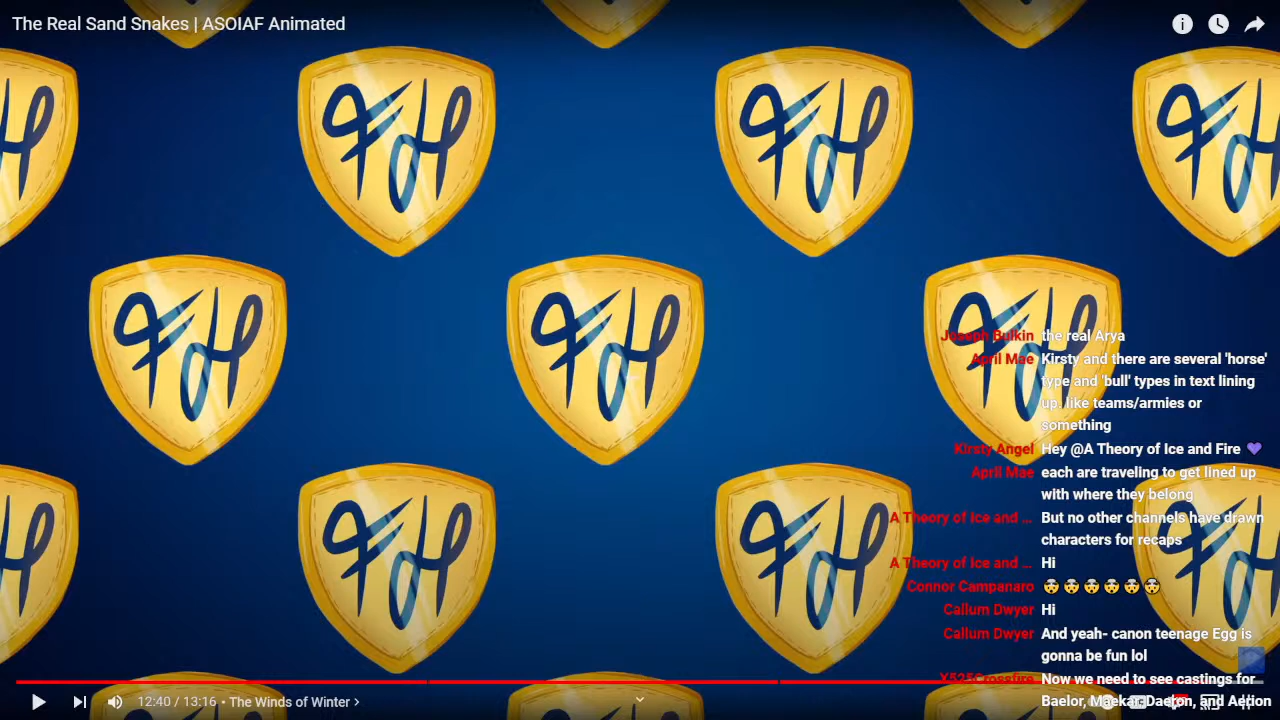 The Real Sand Snakes | ASOIAF Animated
Joseph Bulkin the real Arya
April Mae Kirsty and there are several 'horse'
type and 'bull' types in text lining
up. like teams/armies or
something
Kirsty Angel Hey @A Theory of Ice and Fire 💜
April Mae each are traveling to get lined up
with where they belong
A Theory of Ice and ... But no other channels have drawn
characters for recaps
A Theory of Ice and ... Hi
Connor Campanaro 🤯🤯🤯🤯🤯🤯
Callum Dwyer Hi
Callum Dwyer And yeah- canon teenage Egg is
gonna be fun lol
X525Crossfire Now we need to see castings for
Baelor, Maekar, Daeron, and Aerion
12:40 / 13:16 • The Winds of Winter